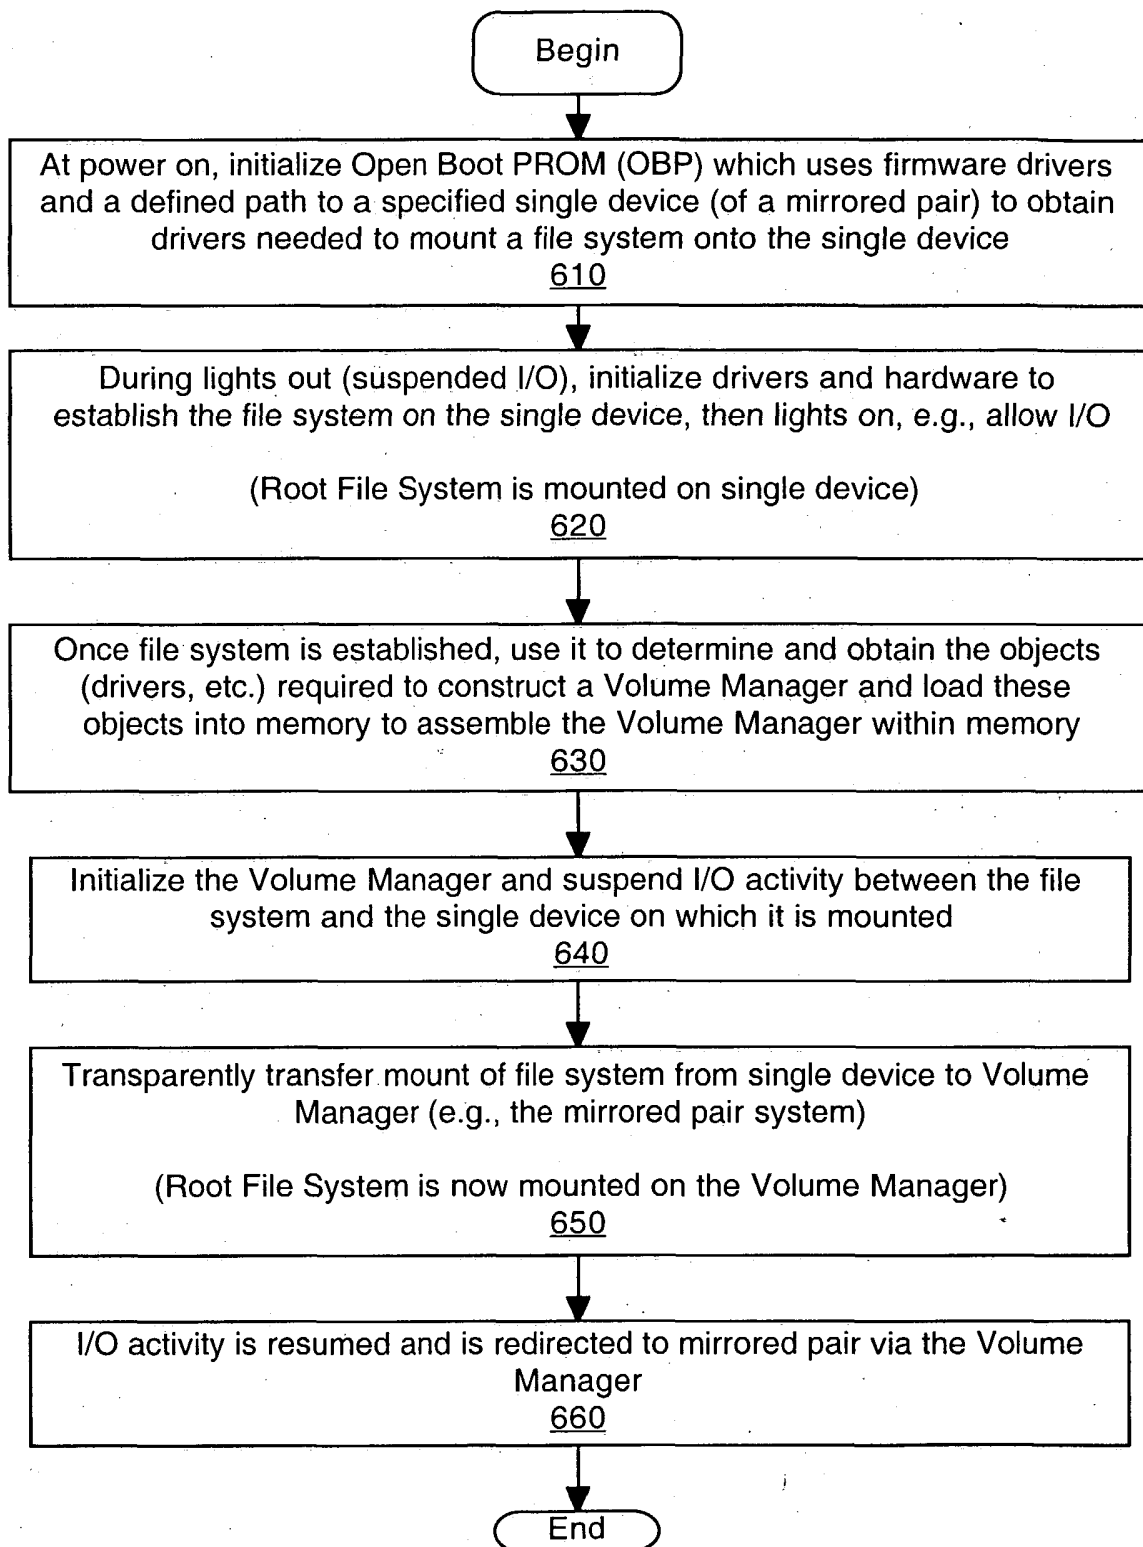 Begin
At power on, initialize Open Boot PROM (OBP) which uses firmware drivers
and a defined path to a specified single device (of a mirrored pair) to obtain
drivers needed to mount a file system onto the single device
610
During lights out (suspended I/O), initialize drivers and hardware to
establish the file system on the single device, then lights on, e.g., allow I/O
(Root File System is mounted on single device)
620
Once file system is established, use it to determine and obtain the objects
(drivers, etc.) required to construct a Volume Manager and load these
objects into memory to assemble the Volume Manager within memory
630
Initialize the Volume Manager and suspend I/O activity between the file
system and the single device on which it is mounted
640
Transparently transfer mount of file system from single device to Volume
Manager (e.g., the mirrored pair system)
(Root File System is now mounted on the Volume Manager)
650
I/O activity is resumed and is redirected to mirrored pair via the Volume
Manager
660
End